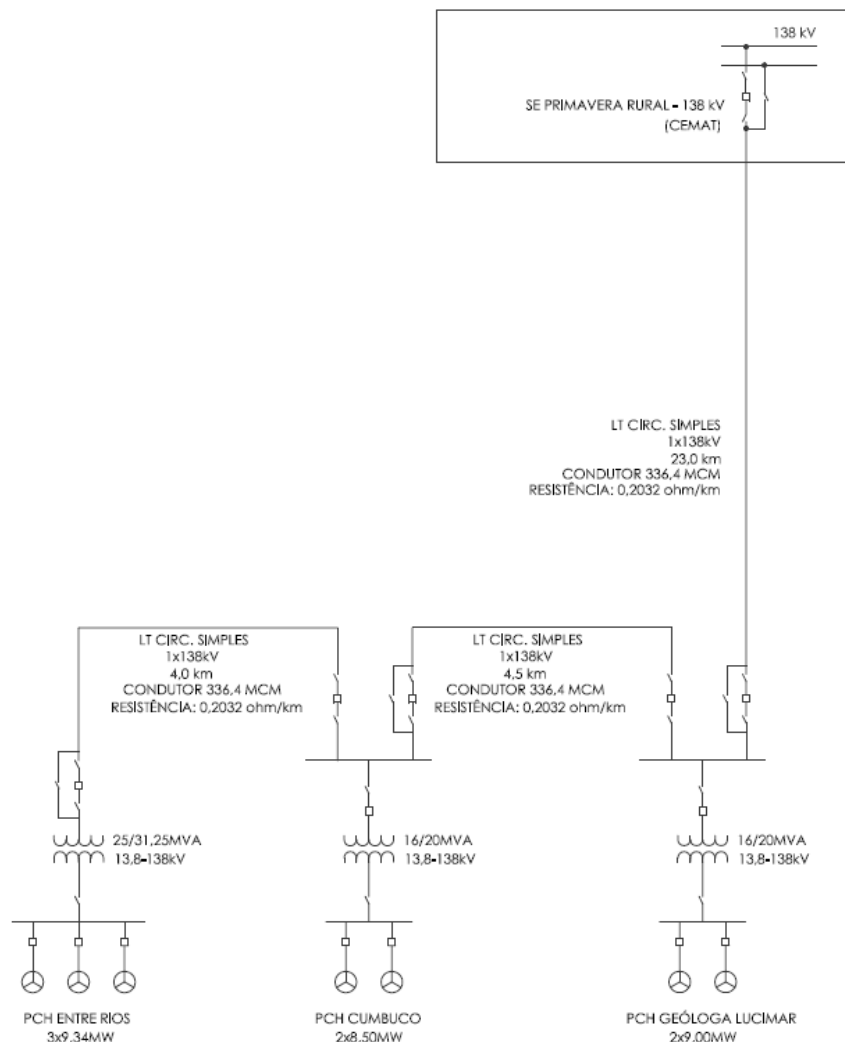 138 kV
SE PRIMAVERA RURAL - 138 kV
(CEMAT)
LT CIRC. SIMPLES
1x138kV
23,0 km
CONDUTOR 336,4 MCM
RESISTÊNCIA: 0,2032 ohm/km
LT CIRC. SIMPLES
1x138kV
4,0 km
CONDUTOR 336,4 MCM
RESISTÊNCIA: 0,2032 ohm/km
LT CIRC. SIMPLES
1x138kV
4,5 km
CONDUTOR 336,4 MCM
RESISTÊNCIA: 0,2032 ohm/km
25/31,25MVA
13,8-138kV
16/20MVA
13,8-138kV
16/20MVA
13,8-138kV
PCH ENTRE RIOS
3x9,34MW
PCH CUMBUCO
2x8,50MW
PCH GEÓLOGA LUCIMAR
2x9,00MW